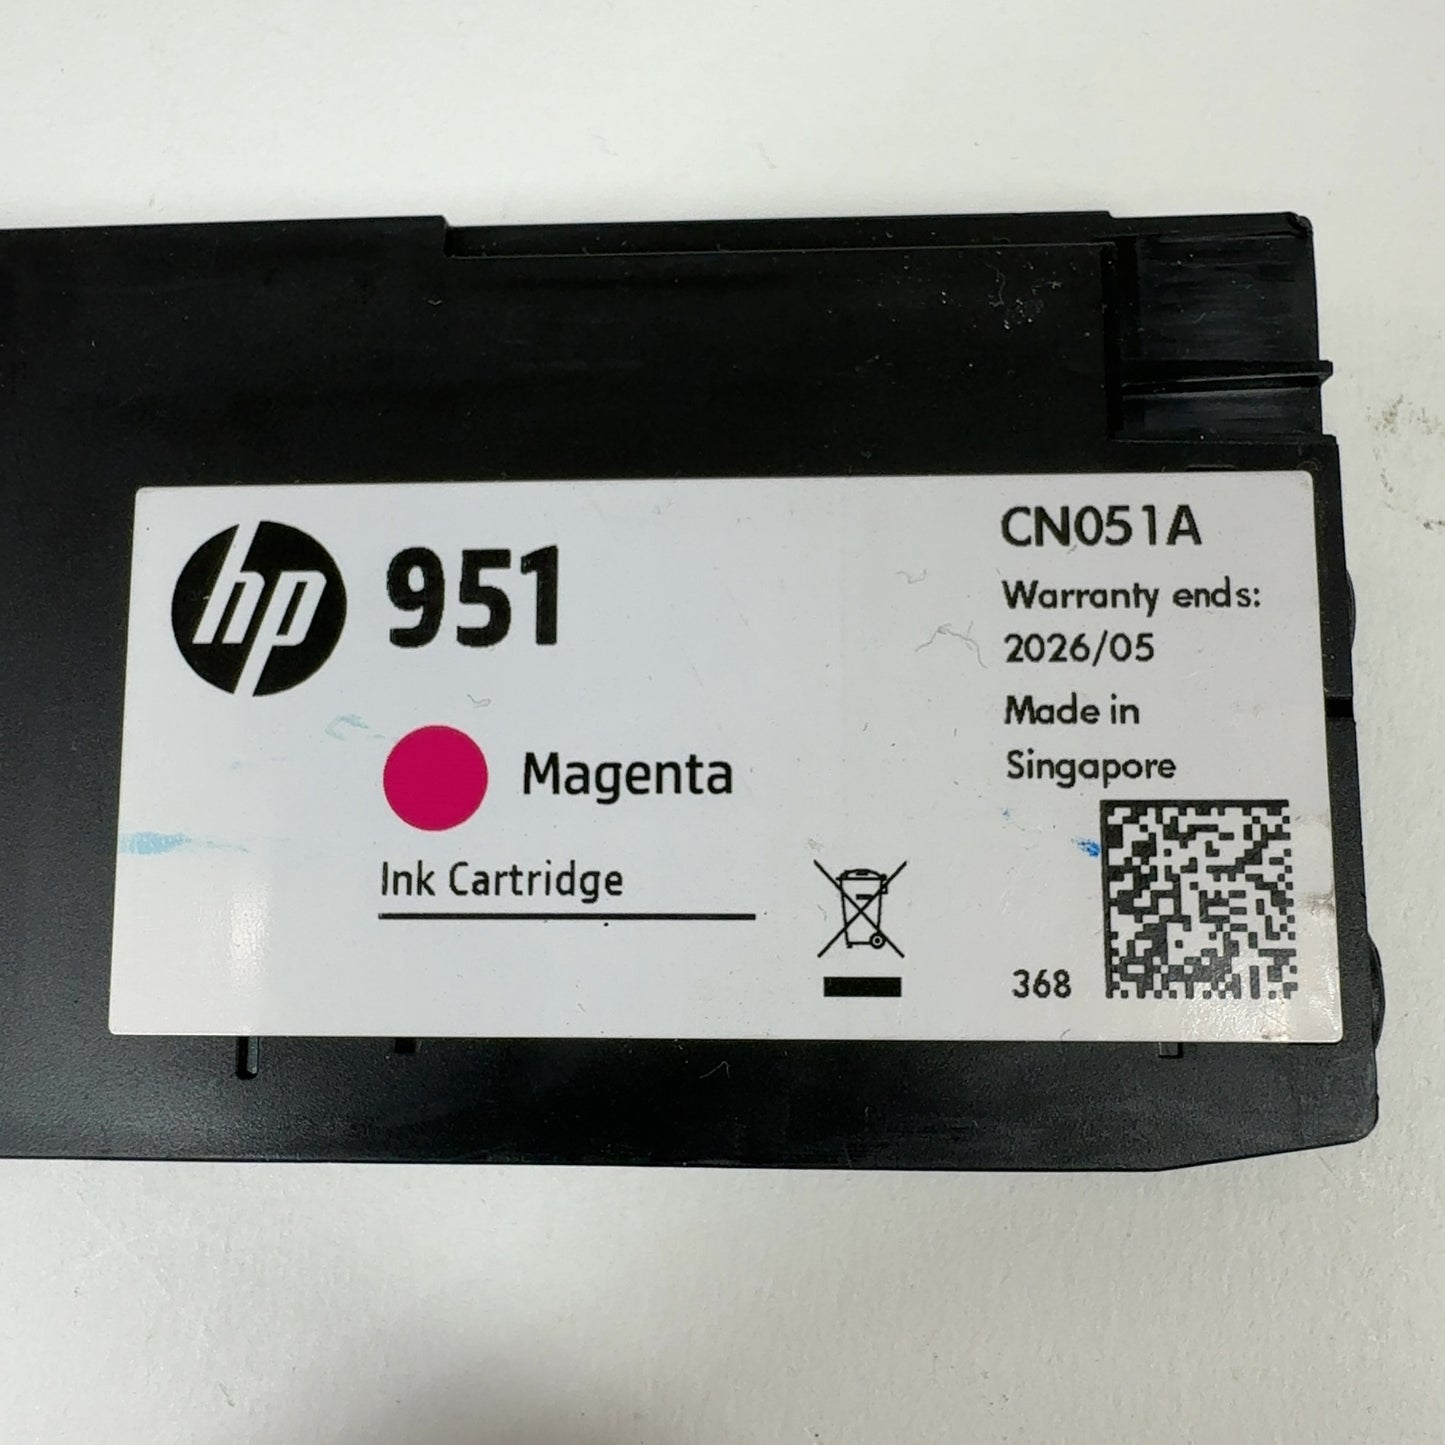 hp 951
Magenta
Ink Cartridge
CN051A
Warranty ends:
2026/05
Made in
Singapore
368